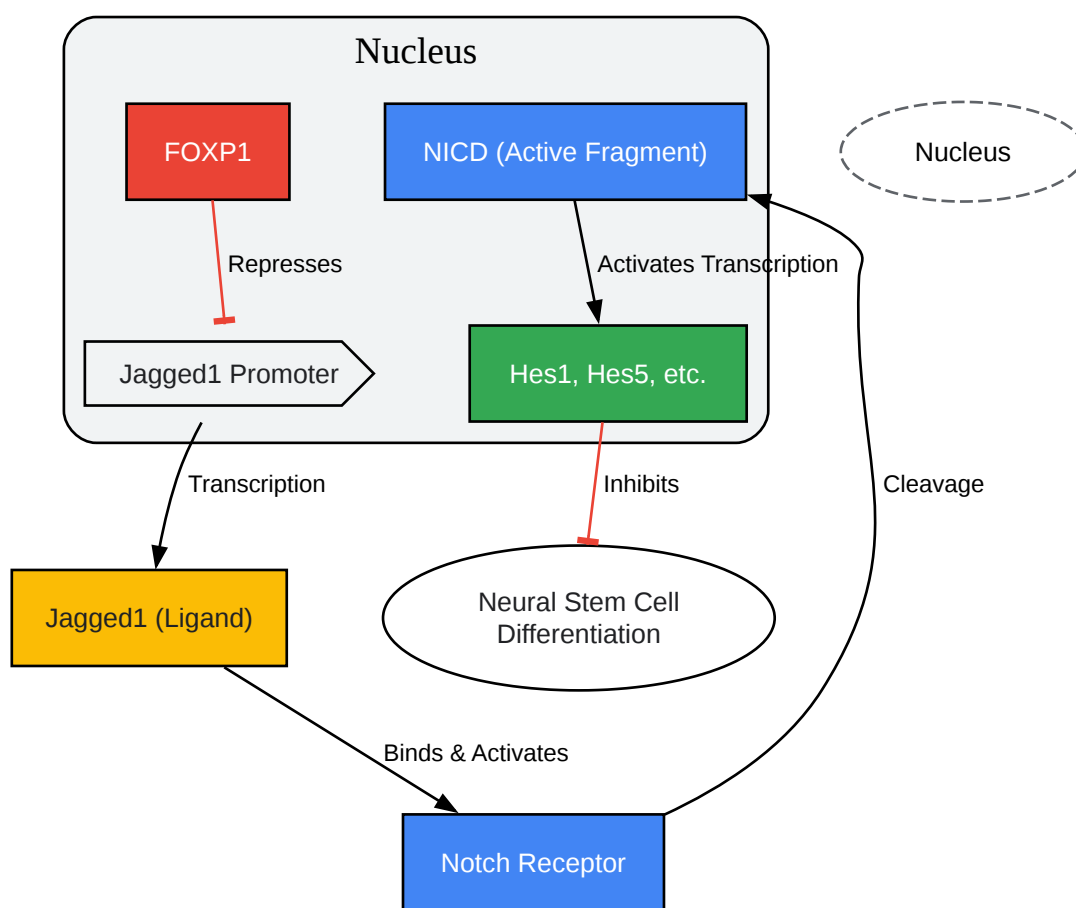 Nucleus
FOXP1
NICD (Active Fragment)
Nucleus
Represses
Activates Transcription
Jagged1 Promoter
Hes1, Hes5, etc.
Transcription
Inhibits
Cleavage
Jagged1 (Ligand)
Neural Stem Cell
Differentiation
Binds & Activates
Notch Receptor